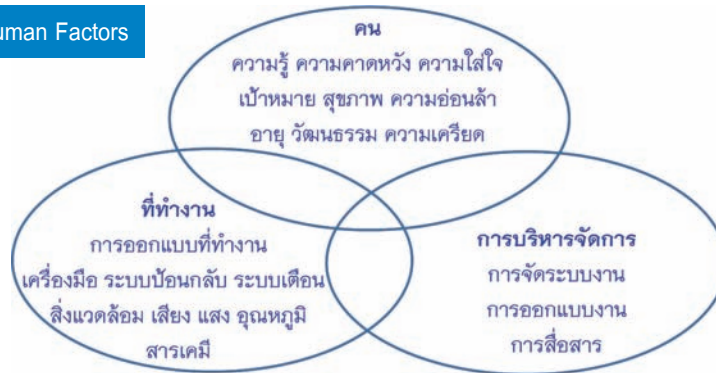 uman Factors
คน
ความรู้ ความคาดหวัง ความใส่ใจ
เป้าหมาย สุขภาพ ความอ่อนล้า
อายุ วัฒนธรรม ความเครียด
ที่ทำงาน
การออกแบบที่ทำงาน
เครื่องมือ ระบบป้อนกลับ ระบบเตือน
สิ่งแวดล้อม เสียง แสง อุณหภูมิ
สารเคมี
การบริหารจัดการ
การจัดระบบงาน
การออกแบบงาน
การสื่อสาร